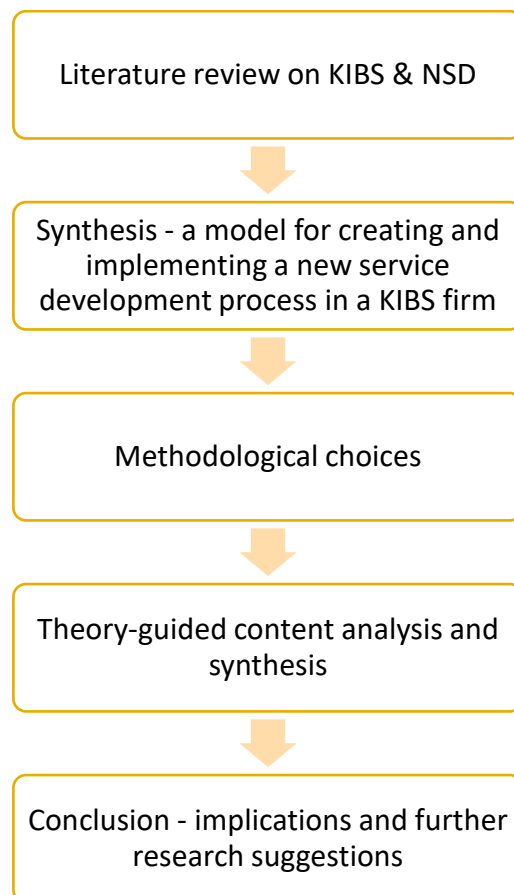 Literature review on KIBS & NSD
Synthesis - a model for creating and
implementing a new service
development process in a KIBS firm
Methodological choices
Theory-guided content analysis and
synthesis
Conclusion - implications and further
research suggestions